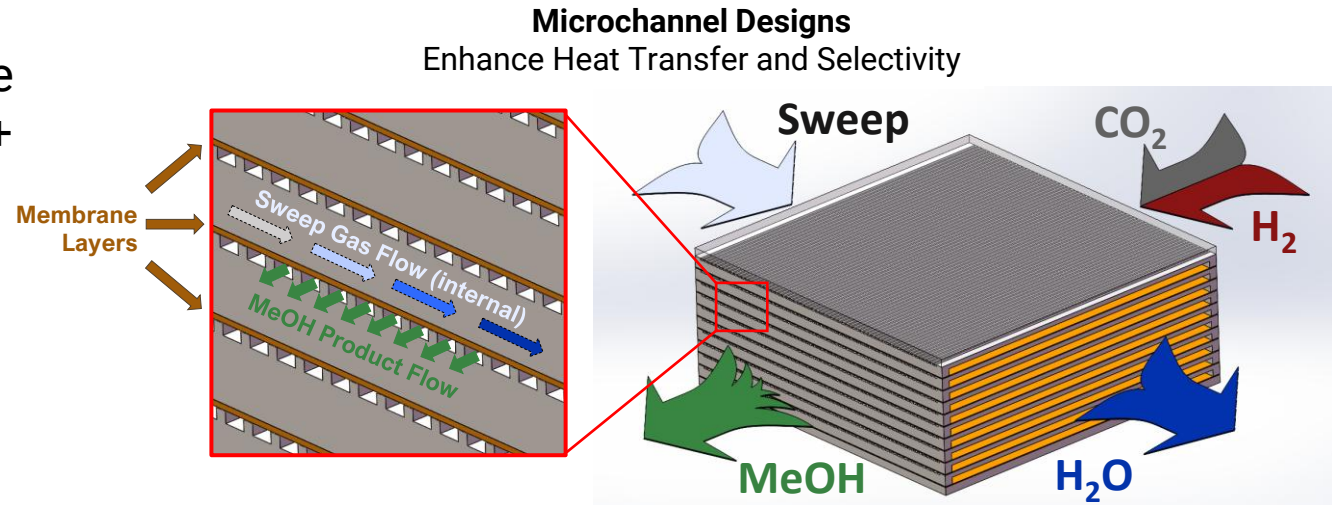 Microchannel Designs
Enhance Heat Transfer and Selectivity
e
+
Membrane
Layers
Sweep Gas Flow (internal)
MeOH Product Flow
Sweep
CO₂
H₂
MeOH
H₂O